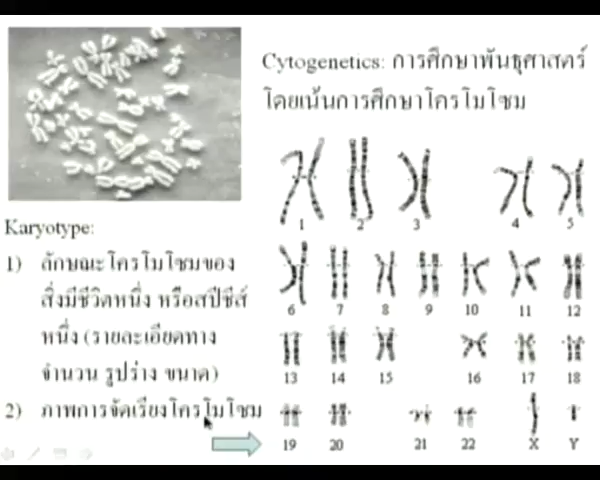 Cytogenetics: การศึกษาพันธุศาสตร์
โดยเน้นการศึกษาโครโมโซม
1 2 3 4 5
Karyotype:
1) ลักษณะโครโมโซมของ
สิ่งมีชีวิตหนึ่ง หรือสปีชีส์
หนึ่ง (รายละเอียดทาง
จำนวน รูปร่าง ขนาด)
2) ภาพการจัดเรียงโครโมโซม
6 7 8 9 10 11 12
13 14 15 16 17 18
19 20 21 22 X Y